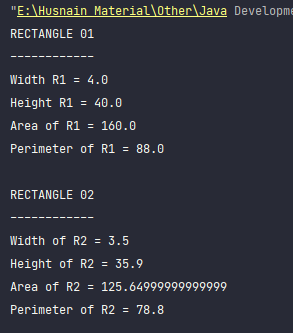 "E:\Husnain Material\Other\Java Developme
RECTANGLE 01
------------
Width R1 = 4.0
Height R1 = 40.0
Area of R1 = 160.0
Perimeter of R1 = 88.0
RECTANGLE 02
------------
Width of R2 = 3.5
Height of R2 = 35.9
Area of R2 = 125.64999999999999
Perimeter of R2 = 78.8